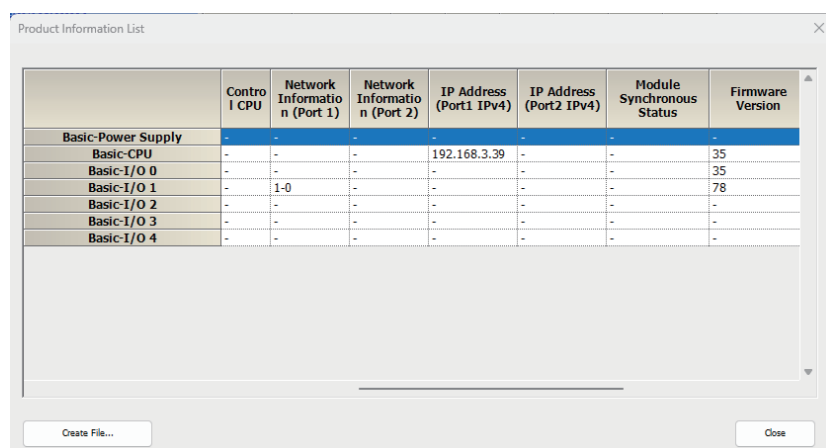 Product Information List
Contro Network Network IP Address IP Address Module Firmware
l CPU Informatio Informatio (Port1 IPv4) (Port2 IPv4) Synchronous Version
n (Port 1) n (Port 2) Status
Basic-Power Supply - - - - - - -
Basic-CPU - - - 192.168.3.39 - - 35
Basic-I/O 0 - - - - - - 35
Basic-I/O 1 - 1-0 - - - - 78
Basic-I/O 2 - - - - - - -
Basic-I/O 3 - - - - - - -
Basic-I/O 4 - - - - - - -
Create File... Close